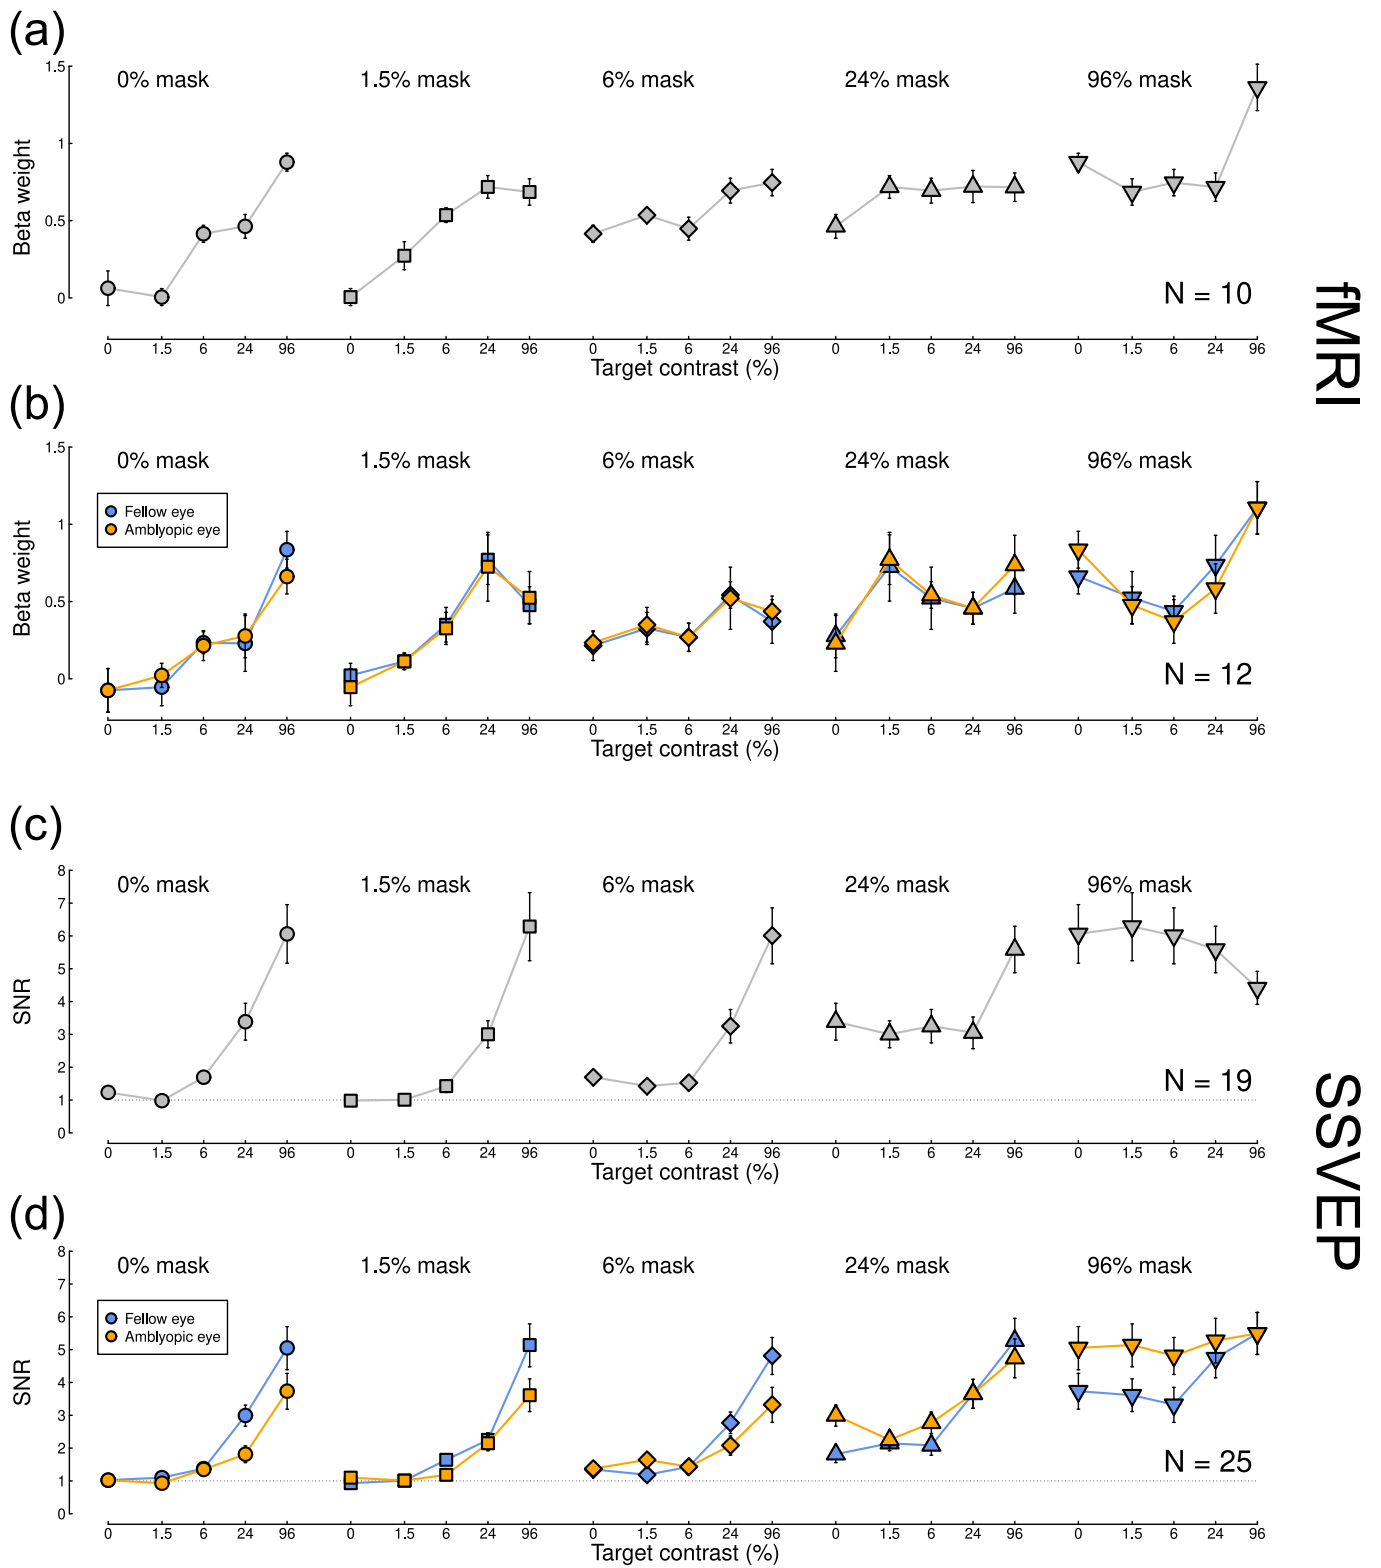 (a)
0% mask 1.5% mask 6% mask 24% mask 96% mask
1.5
1
0.5
0
Beta weight
N = 10
0 1.5 6 24 96 0 1.5 6 24 96 0 1.5 6 24 96 0 1.5 6 24 96 0 1.5 6 24 96
Target contrast (%)
fMRI
(b)
0% mask 1.5% mask 6% mask 24% mask 96% mask
1.5
1
0.5
0
Beta weight
Fellow eye
Amblyopic eye
N = 12
0 1.5 6 24 96 0 1.5 6 24 96 0 1.5 6 24 96 0 1.5 6 24 96 0 1.5 6 24 96
Target contrast (%)
(c)
0% mask 1.5% mask 6% mask 24% mask 96% mask
8
7
6
5
4
3
2
1
0
SNR
N = 19
0 1.5 6 24 96 0 1.5 6 24 96 0 1.5 6 24 96 0 1.5 6 24 96 0 1.5 6 24 96
Target contrast (%)
SSVEP
(d)
0% mask 1.5% mask 6% mask 24% mask 96% mask
8
7
6
5
4
3
2
1
0
SNR
Fellow eye
Amblyopic eye
N = 25
0 1.5 6 24 96 0 1.5 6 24 96 0 1.5 6 24 96 0 1.5 6 24 96 0 1.5 6 24 96
Target contrast (%)